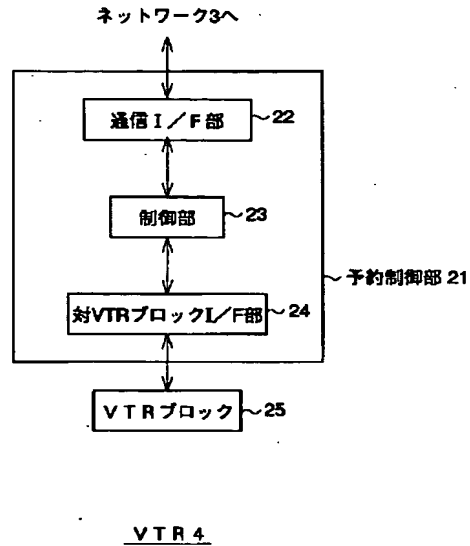 ネットワーク3へ
通信I/F部 22
制御部 23
予約制御部 21
対VTRブロックI/F部 24
VTRブロック 25
VTR4